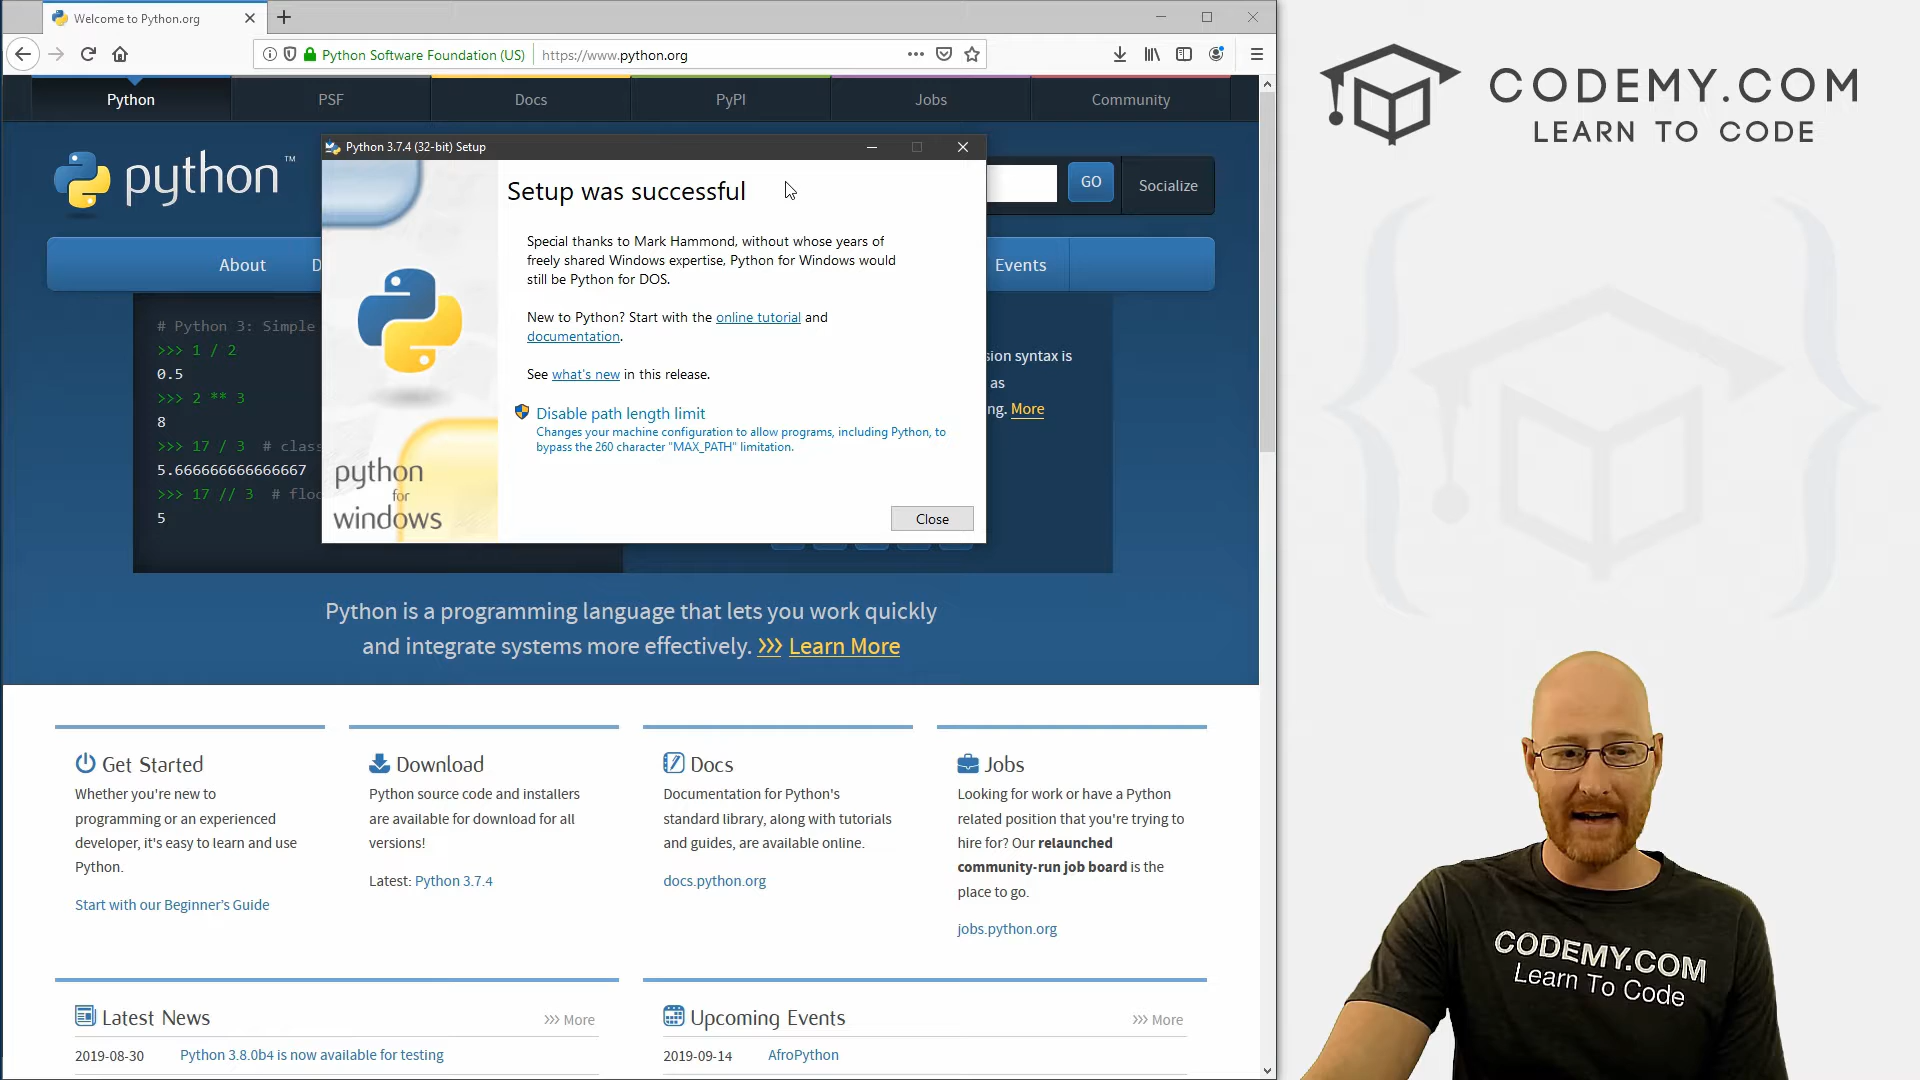 Welcome to Python.org
Python Software Foundation (US)
https://www.python.org
Python
PSF
Docs
PyPI
Jobs
Community
python™
GO
Socialize
About
D
Events
Python 3.7.4 (32-bit) Setup
Setup was successful
Special thanks to Mark Hammond, without whose years of
freely shared Windows expertise, Python for Windows would
still be Python for DOS.
New to Python? Start with the online tutorial and
documentation.
See what's new in this release.
Disable path length limit
Changes your machine configuration to allow programs, including Python, to
bypass the 260 character "MAX_PATH" limitation.
python
for
windows
Close
# Python 3: Simple
>>> 1 / 2
0.5
>>> 2 ** 3
8
>>> 17 / 3 # clas
5.666666666666667
>>> 17 // 3 # floo
5
sion syntax is
as
ng. More
Python is a programming language that lets you work quickly
and integrate systems more effectively. >>> Learn More
Get Started
Whether you're new to
programming or an experienced
developer, it's easy to learn and use
Python.
Start with our Beginner's Guide
Download
Python source code and installers
are available for download for all
versions!
Latest: Python 3.7.4
Docs
Documentation for Python's
standard library, along with tutorials
and guides, are available online.
docs.python.org
Jobs
Looking for work or have a Python
related position that you're trying to
hire for? Our relaunched
community-run job board is the
place to go.
jobs.python.org
Latest News
>>> More
2019-08-30 Python 3.8.0b4 is now available for testing
Upcoming Events
>>> More
2019-09-14 AfroPython
CODEMY.COM
LEARN TO CODE
CODEMY.COM
Learn To Code